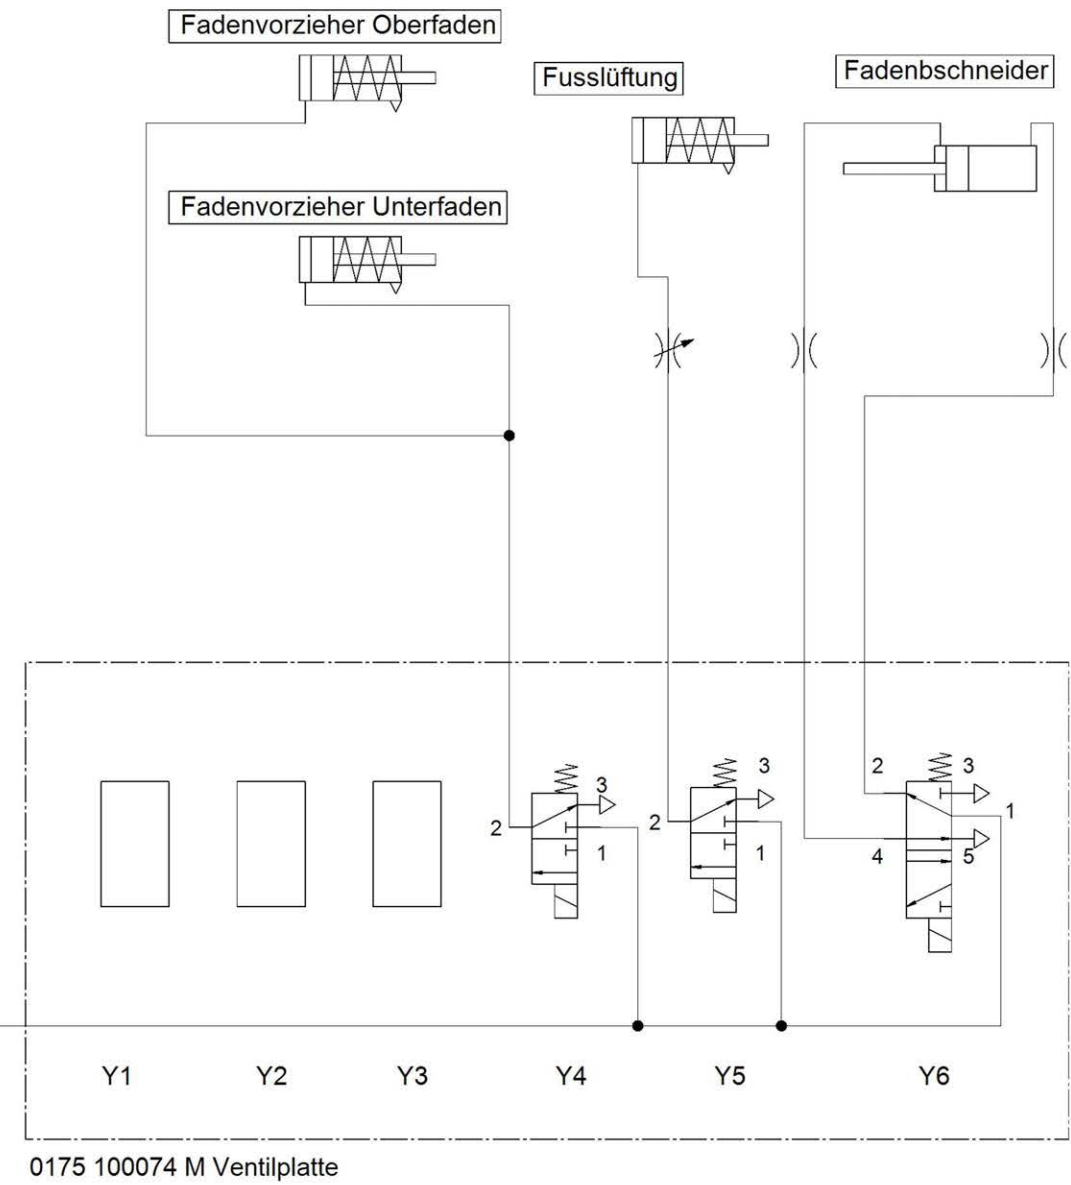 Fadenvorzieher Oberfaden
Fusslüftung
Fadenbschneider
Fadenvorzieher Unterfaden
2
3
1
2
3
1
2
3
1
4
5
Y1
Y2
Y3
Y4
Y5
Y6
0175 100074 M Ventilplatte